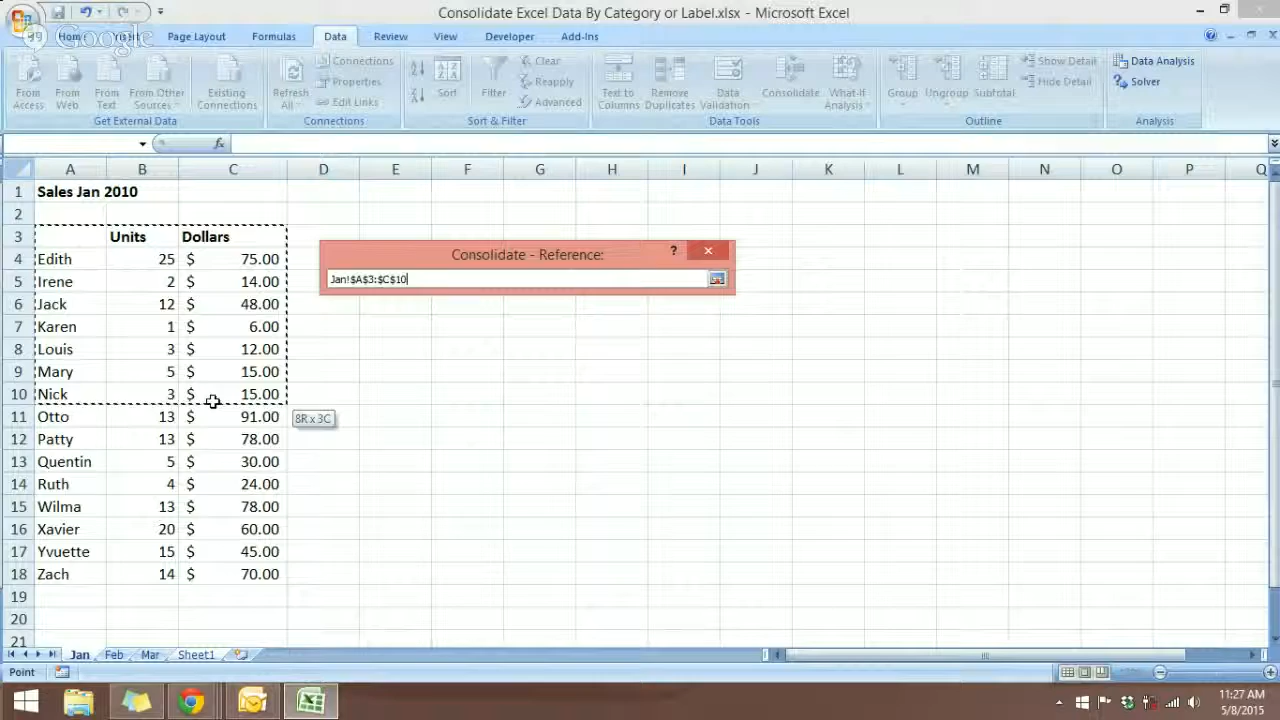 Consolidate Excel Data By Category or Label.xlsx - Microsoft Excel
Google
Insert Page Layout Formulas Data Review View Developer Add-Ins
From Access
From Web
From Text
From Other Sources
Existing Connections
Get External Data
Refresh All
Connections
Properties
Edit Links
Connections
Sort
Filter
Clear
Reapply
Advanced
Sort & Filter
Text to Columns
Remove Duplicates
Data Validation
Consolidate
What-If Analysis
Data Tools
Group
Ungroup
Subtotal
Show Detail
Hide Detail
Outline
Data Analysis
Solver
Analysis
fx
A B C D E F G H I J K L M N O P Q
1 Sales Jan 2010
2
3 Units Dollars
4 Edith 25 $ 75.00
5 Irene 2 $ 14.00
6 Jack 12 $ 48.00
7 Karen 1 $ 6.00
8 Louis 3 $ 12.00
9 Mary 5 $ 15.00
10 Nick 3 $ 15.00
11 Otto 13 $ 91.00
12 Patty 13 $ 78.00
13 Quentin 5 $ 30.00
14 Ruth 4 $ 24.00
15 Wilma 13 $ 78.00
16 Xavier 20 $ 60.00
17 Yvuette 15 $ 45.00
18 Zach 14 $ 70.00
19
20
21
Consolidate - Reference:
?
Jan!$A$3:$C$10
8R x 3C
Jan Feb Mar Sheet1
Point
11:27 AM
5/8/2015